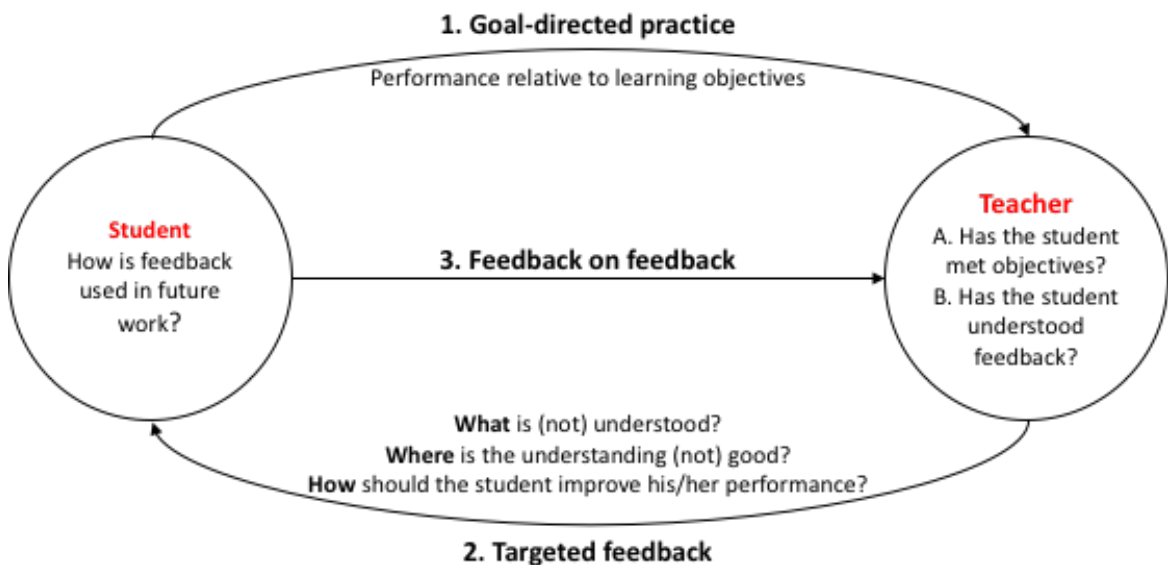 1. Goal-directed practice
Performance relative to learning objectives
Student
How is feedback
used in future
work?
3. Feedback on feedback
Teacher
A. Has the student
met objectives?
B. Has the student
understood
feedback?
What is (not) understood?
Where is the understanding (not) good?
How should the student improve his/her performance?
2. Targeted feedback